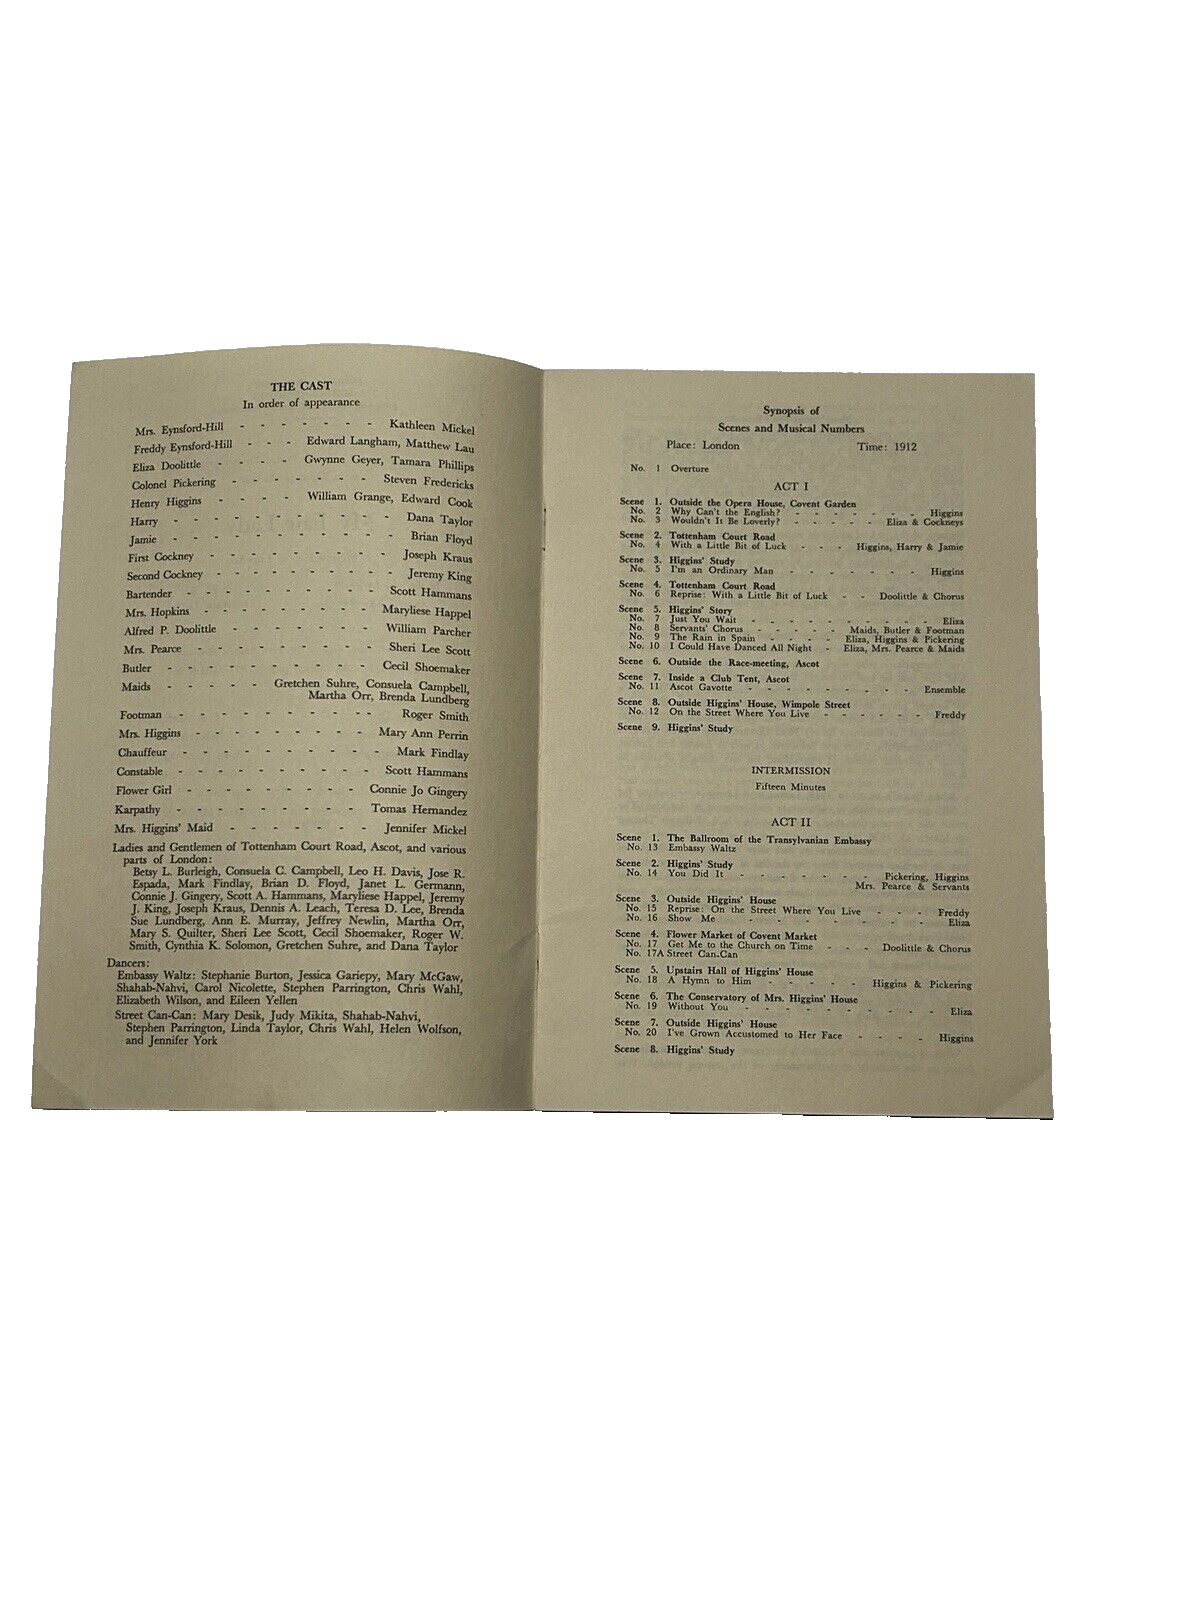 THE CAST
In order of appearance
Mrs. Eynsford-Hill - - - - - - - Kathleen Mickel
Freddy Eynsford-Hill - - - Edward Langham, Matthew Lau
Eliza Doolittle - - - - Gwynne Geyer, Tamara Phillips
Colonel Pickering - - - - - - - Steven Fredericks
Henry Higgins - - - - William Grange, Edward Cook
Harry - - - - - - - - - - - Dana Taylor
Jamie - - - - - - - - - - - Brian Floyd
First Cockney - - - - - - - - - Joseph Kraus
Second Cockney - - - - - - - - - Jeremy King
Bartender - - - - - - - - - - Scott Hammans
Mrs. Hopkins - - - - - - - - - Maryliese Happel
Alfred P. Doolittle - - - - - - - William Parcher
Mrs. Pearce - - - - - - - - - Sheri Lee Scott
Butler - - - - - - - - - - Cecil Shoemaker
Maids - - - - - Gretchen Suhre, Consuela Campbell,
Martha Orr, Brenda Lundberg
Footman - - - - - - - - - - Roger Smith
Mrs. Higgins - - - - - - - - - Mary Ann Perrin
Chauffeur - - - - - - - - - - Mark Findlay
Constable - - - - - - - - - - Scott Hammans
Flower Girl - - - - - - - - - Connie Jo Gingery
Karpathy - - - - - - - - - Tomas Hernandez
Mrs. Higgins' Maid - - - - - - - Jennifer Mickel
Ladies and Gentlemen of Tottenham Court Road, Ascot, and various
parts of London:
Betsy L. Burleigh, Consuela C. Campbell, Leo H. Davis, Jose R.
Espada, Mark Findlay, Brian D. Floyd, Janet L. Germann,
Connie J. Gingery, Scott A. Hammans, Maryliese Happel, Jeremy
J. King, Joseph Kraus, Dennis A. Leach, Teresa D. Lee, Brenda
Sue Lundberg, Ann E. Murray, Jeffrey Newlin, Martha Orr,
Mary S. Quilter, Sheri Lee Scott, Cecil Shoemaker, Roger W.
Smith, Cynthia K. Solomon, Gretchen Suhre, and Dana Taylor
Dancers:
Embassy Waltz: Stephanie Burton, Jessica Gariepy, Mary McGaw,
Shahab-Nahvi, Carol Nicolette, Stephen Parrington, Chris Wahl,
Elizabeth Wilson, and Eileen Yellen
Street Can-Can: Mary Desik, Judy Mikita, Shahab-Nahvi,
Stephen Parrington, Linda Taylor, Chris Wahl, Helen Wolfson,
and Jennifer York
Synopsis of
Scenes and Musical Numbers
Place: London Time: 1912
No. 1 Overture
ACT I
Scene 1. Outside the Opera House, Covent Garden
No. 2 Why Can't the English? - - - - - - - Higgins
No. 3 Wouldn't It Be Loverly? - - - - - Eliza & Cockneys
Scene 2. Tottenham Court Road
No. 4 With a Little Bit of Luck - - - Higgins, Harry & Jamie
Scene 3. Higgins' Study
No. 5 I'm an Ordinary Man - - - - - - - Higgins
Scene 4. Tottenham Court Road
No. 6 Reprise: With a Little Bit of Luck - - Doolittle & Chorus
Scene 5. Higgins' Story
No. 7 Just You Wait - - - - - - - - - Eliza
No. 8 Servants' Chorus - - - - - Maids, Butler & Footman
No. 9 The Rain in Spain - - - - Eliza, Higgins & Pickering
No. 10 I Could Have Danced All Night - Eliza, Mrs. Pearce & Maids
Scene 6. Outside the Race-meeting, Ascot
Scene 7. Inside a Club Tent, Ascot
No. 11 Ascot Gavotte - - - - - - - - - Ensemble
Scene 8. Outside Higgins' House, Wimpole Street
No. 12 On the Street Where You Live - - - - - - Freddy
Scene 9. Higgins' Study
INTERMISSION
Fifteen Minutes
ACT II
Scene 1. The Ballroom of the Transylvanian Embassy
No. 13 Embassy Waltz
Scene 2. Higgins' Study
No. 14 You Did It - - - - - - - Pickering, Higgins
Mrs. Pearce & Servants
Scene 3. Outside Higgins' House
No. 15 Reprise: On the Street Where You Live - - - Freddy
No. 16 Show Me - - - - - - - - - Eliza
Scene 4. Flower Market of Covent Market
No. 17 Get Me to the Church on Time - - - Doolittle & Chorus
No. 17A Street Can-Can
Scene 5. Upstairs Hall of Higgins' House
No. 18 A Hymn to Him - - - - - Higgins & Pickering
Scene 6. The Conservatory of Mrs. Higgins' House
No. 19 Without You - - - - - - - - - Eliza
Scene 7. Outside Higgins' House
No. 20 I've Grown Accustomed to Her Face - - - - Higgins
Scene 8. Higgins' Study